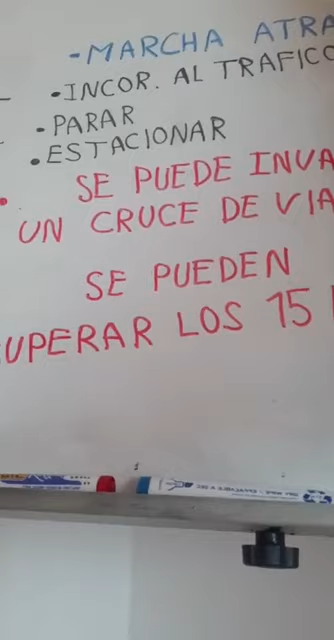 -MARCHA ATRA
•INCOR. AL TRAFICO
•PARAR
•ESTACIONAR
SE PUEDE INVA
UN CRUCE DE VIA
SE PUEDEN
UPERAR LOS 15